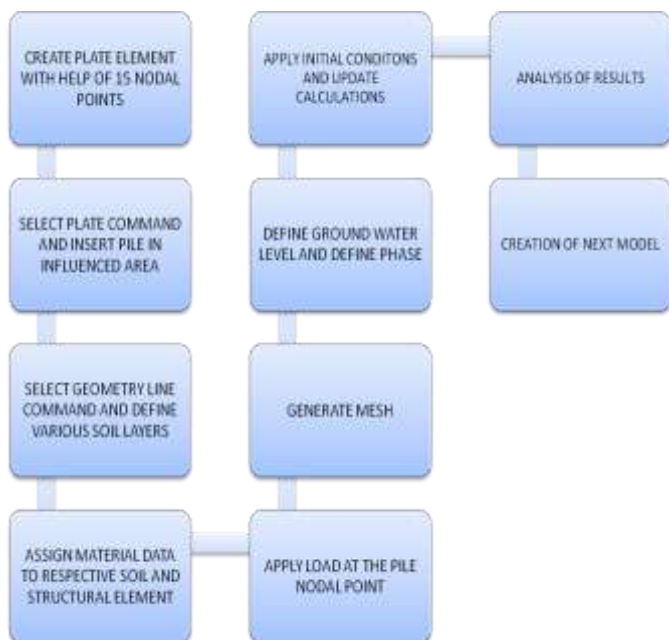 CREATE PLATE ELEMENT
WITH HELP OF 15 NODAL
POINTS
SELECT PLATE COMMAND
AND INSERT PILE IN
INFLUENCED AREA
SELECT GEOMETRY LINE
COMMAND AND DEFINE
VARIOUS SOIL LAYERS
ASSIGN MATERIAL DATA
TO RESPECTIVE SOIL AND
STRUCTURAL ELEMENT
APPLY LOAD AT THE PILE
NODAL POINT
GENERATE MESH
DEFINE GROUND WATER
LEVEL AND DEFINE PHASE
APPLY INITIAL CONDITONS
AND UPDATE
CALCULATIONS
ANALYSIS OF RESULTS
CREATION OF NEXT MODEL